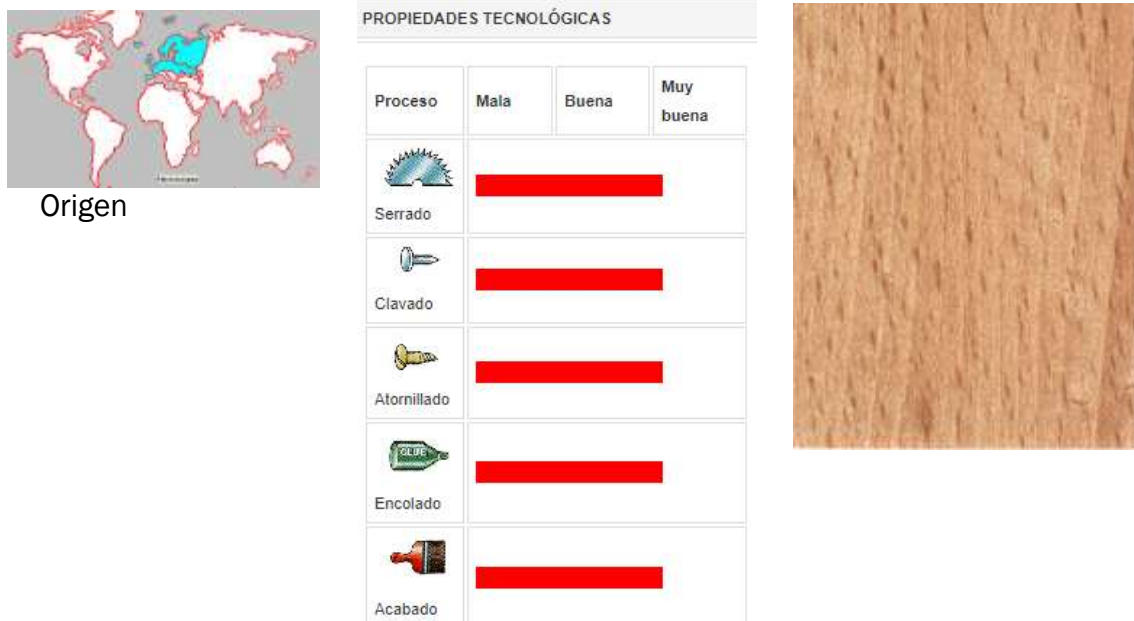 Origen
PROPIEDADES TECNOLÓGICAS
Proceso Mala Buena Muy buena
Serrado
Clavado
Atornillado
GLUE
Encolado
Acabado